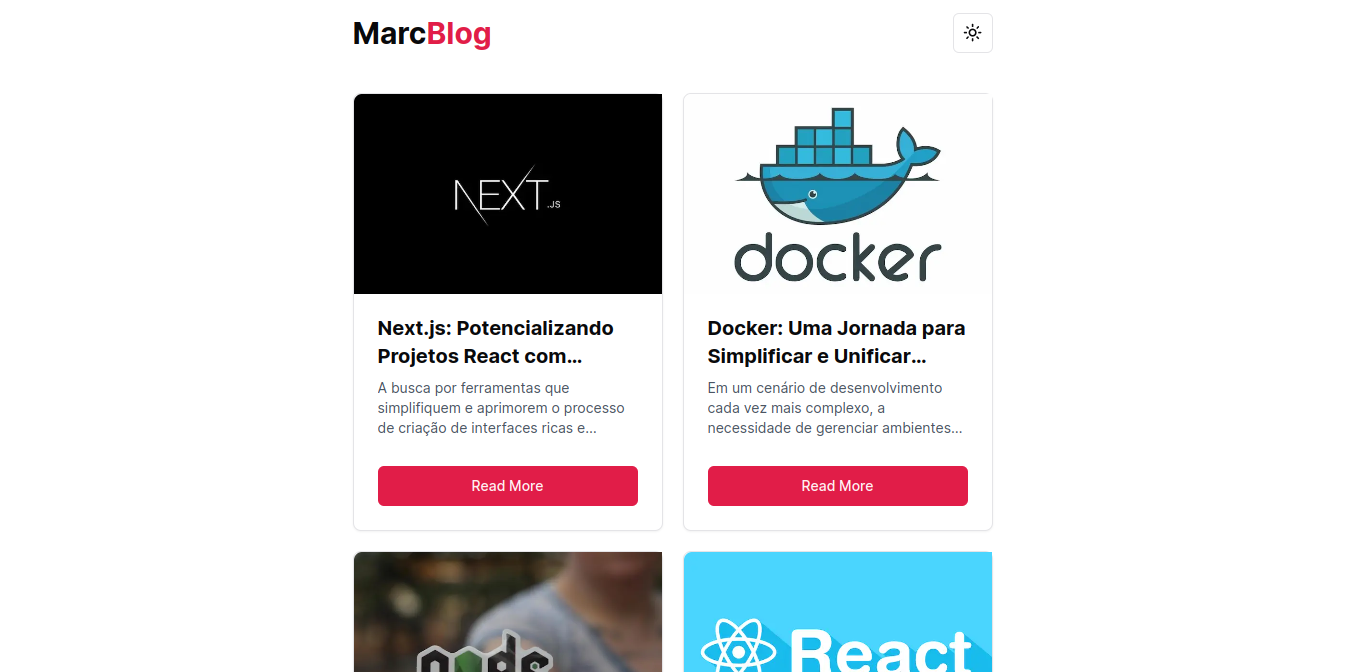 MarcBlog
NEXT.JS
docker
Next.js: Potencializando
Projetos React com...
A busca por ferramentas que
simplifiquem e aprimorem o processo
de criação de interfaces ricas e...
Read More
Docker: Uma Jornada para
Simplificar e Unificar...
Em um cenário de desenvolvimento
cada vez mais complexo, a
necessidade de gerenciar ambientes...
Read More
node
React